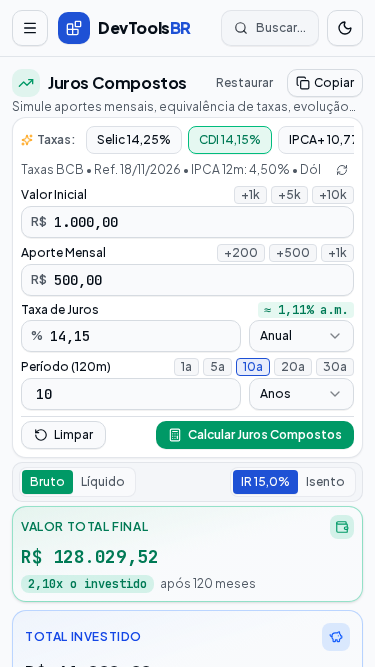 DevToolsBR
Buscar...
Juros Compostos
Restaurar
Copiar
Simule aportes mensais, equivalência de taxas, evolução...
Taxas:
Selic 14,25%
CDI 14,15%
IPCA+ 10,77
Taxas BCB • Ref. 18/11/2026 • IPCA 12m: 4,50% • Dól
Valor Inicial
+1k
+5k
+10k
R$ 1.000,00
Aporte Mensal
+200
+500
+1k
R$ 500,00
Taxa de Juros
≈ 1,11% a.m.
% 14,15
Anual
Período (120m)
1a
5a
10a
20a
30a
10
Anos
Limpar
Calcular Juros Compostos
Bruto
Líquido
IR 15,0%
Isento
VALOR TOTAL FINAL
R$ 128.029,52
2,10x o investido
após 120 meses
TOTAL INVESTIDO